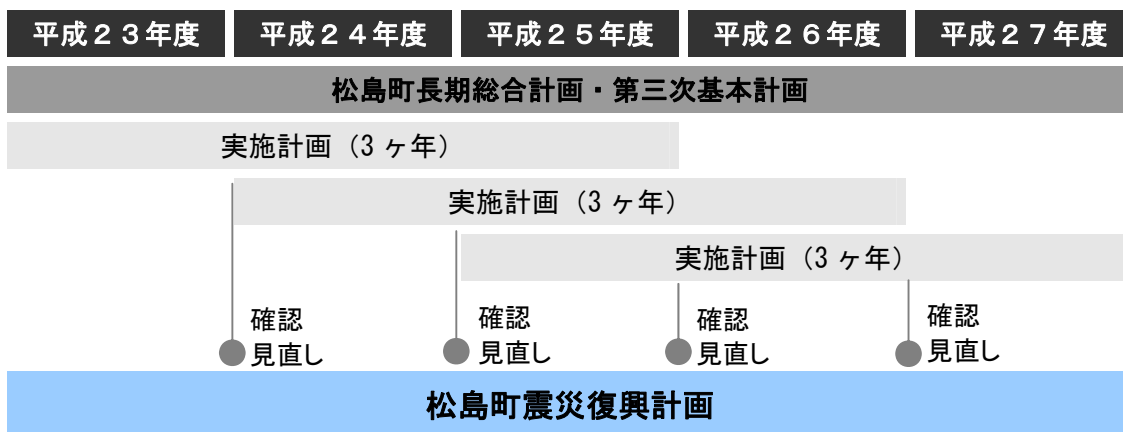 平成２３年度 平成２４年度 平成２５年度 平成２６年度 平成２７年度
松島町長期総合計画・第三次基本計画
実施計画（3 ヶ年）
実施計画（3 ヶ年）
実施計画（3 ヶ年）
確認
見直し
確認
見直し
確認
見直し
確認
見直し
松島町震災復興計画